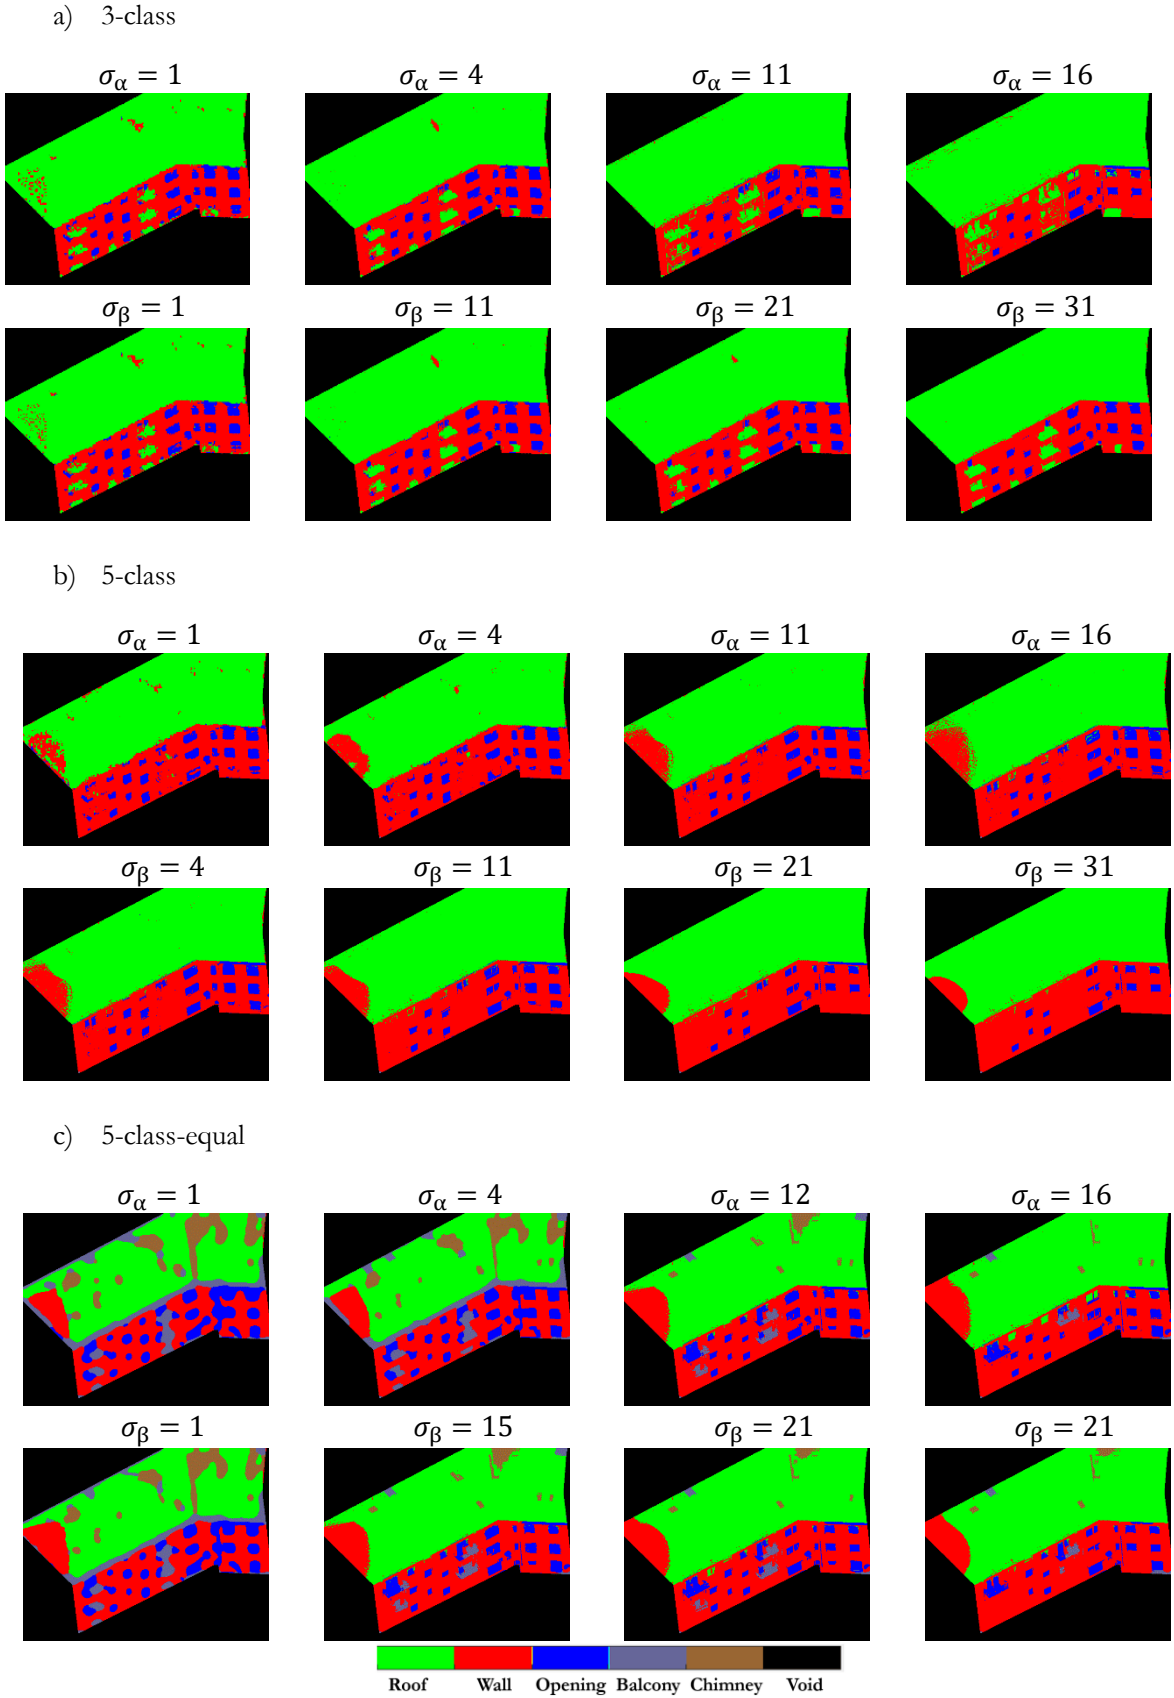 a) 3-class
σα = 1 σα = 4 σα = 11 σα = 16
σβ = 1 σβ = 11 σβ = 21 σβ = 31
b) 5-class
σα = 1 σα = 4 σα = 11 σα = 16
σβ = 4 σβ = 11 σβ = 21 σβ = 31
c) 5-class-equal
σα = 1 σα = 4 σα = 12 σα = 16
σβ = 1 σβ = 15 σβ = 21 σβ = 21
Roof Wall Opening Balcony Chimney Void